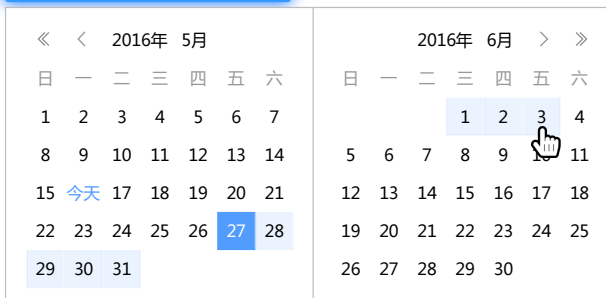 2016年 5月
日 一 二 三 四 五 六
1 2 3 4 5 6 7
8 9 10 11 12 13 14
15 今天 17 18 19 20 21
22 23 24 25 26 27 28
29 30 31
2016年 6月
日 一 二 三 四 五 六
1 2 3 4
5 6 7 8 9 10 11
12 13 14 15 16 17 18
19 20 21 22 23 24 25
26 27 28 29 30